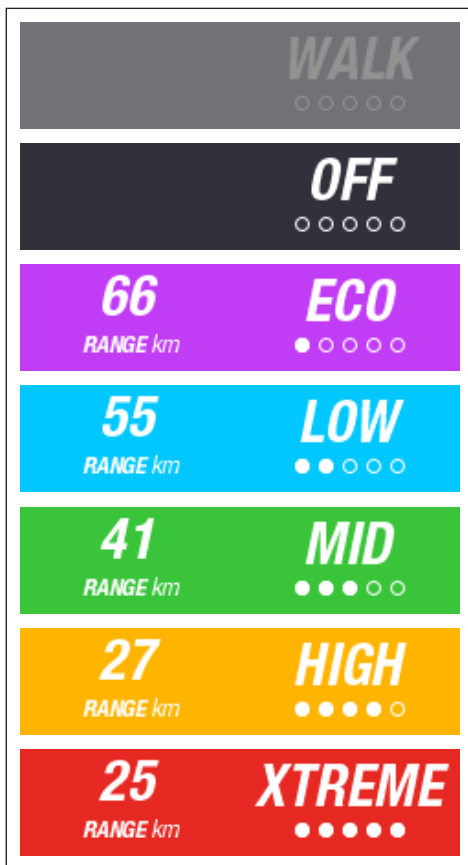 WALK
OFF
66 ECO
RANGE km
55 LOW
RANGE km
41 MID
RANGE km
27 HIGH
RANGE km
25 XTREME
RANGE km